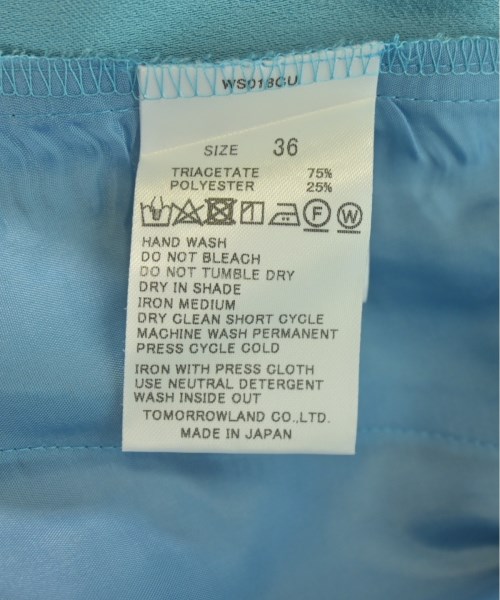 WS018CU
SIZE 36
TRIACETATE 75%
POLYESTER 25%
F W
HAND WASH
DO NOT BLEACH
DO NOT TUMBLE DRY
DRY IN SHADE
IRON MEDIUM
DRY CLEAN SHORT CYCLE
MACHINE WASH PERMANENT
PRESS CYCLE COLD
IRON WITH PRESS CLOTH
USE NEUTRAL DETERGENT
WASH INSIDE OUT
TOMORROWLAND CO.,LTD.
MADE IN JAPAN